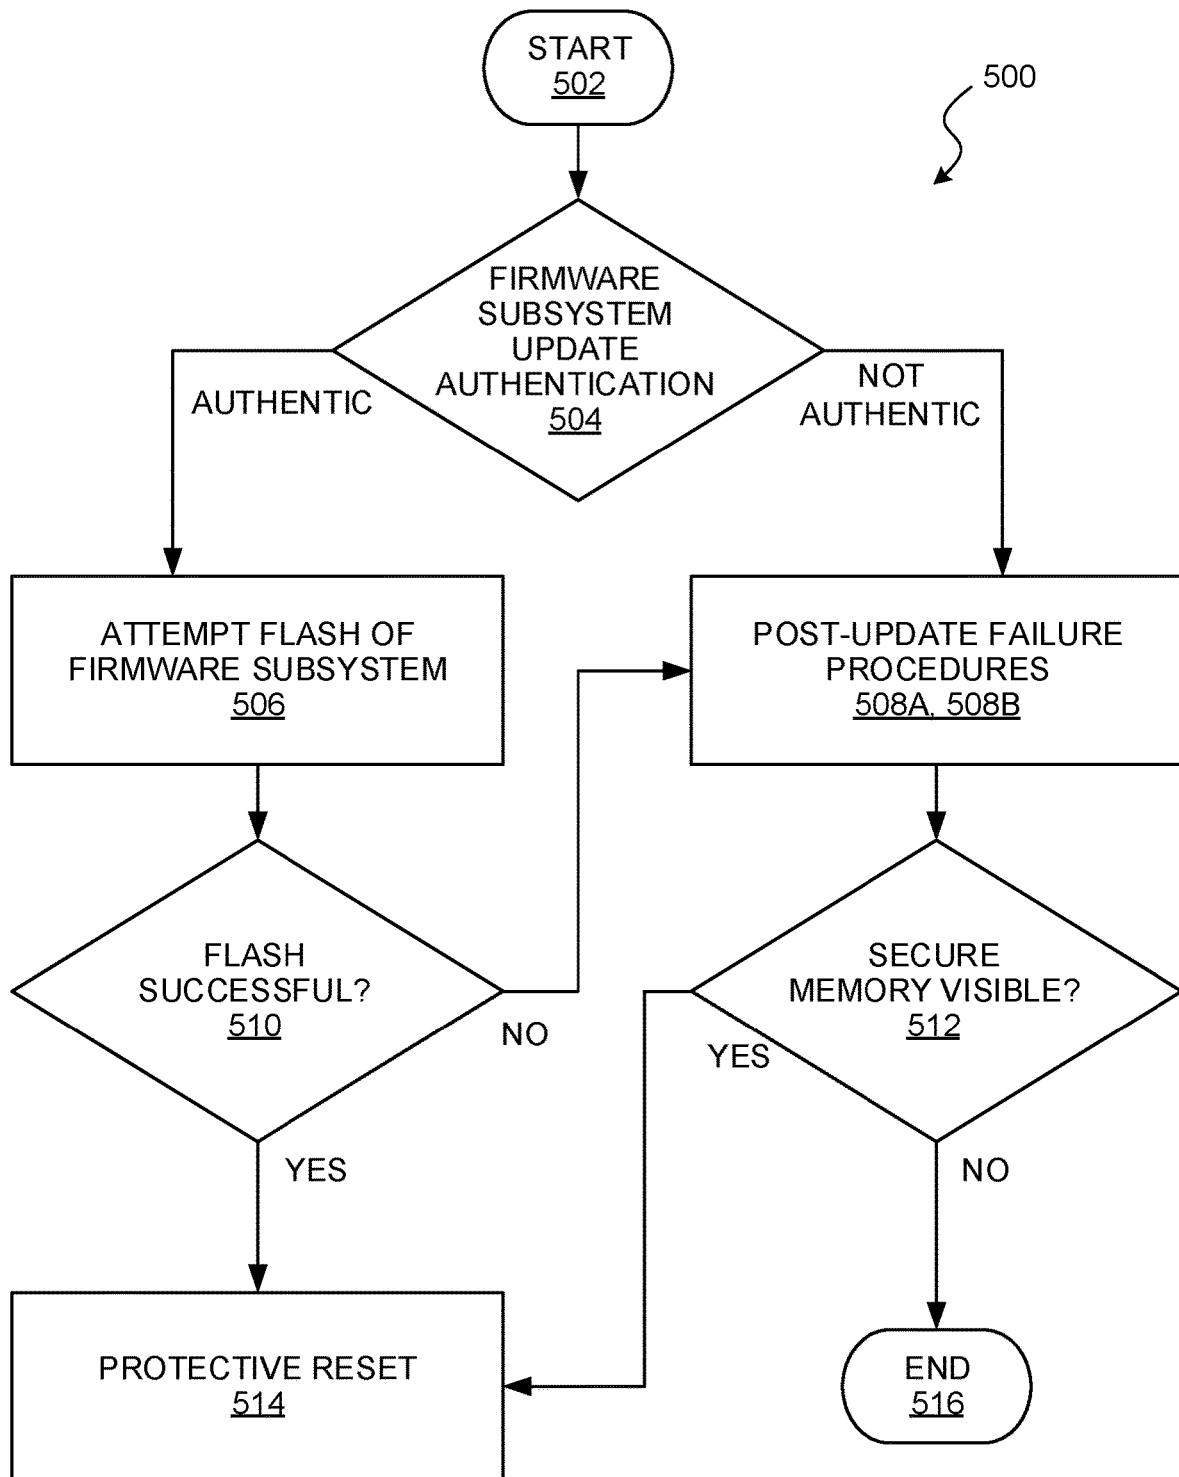 START
502
500
FIRMWARE
SUBSYSTEM
UPDATE
AUTHENTICATION
504
AUTHENTIC
NOT
AUTHENTIC
ATTEMPT FLASH OF
FIRMWARE SUBSYSTEM
506
POST-UPDATE FAILURE
PROCEDURES
508A, 508B
FLASH
SUCCESSFUL?
510
NO
YES
SECURE
MEMORY VISIBLE?
512
YES
NO
PROTECTIVE RESET
514
END
516